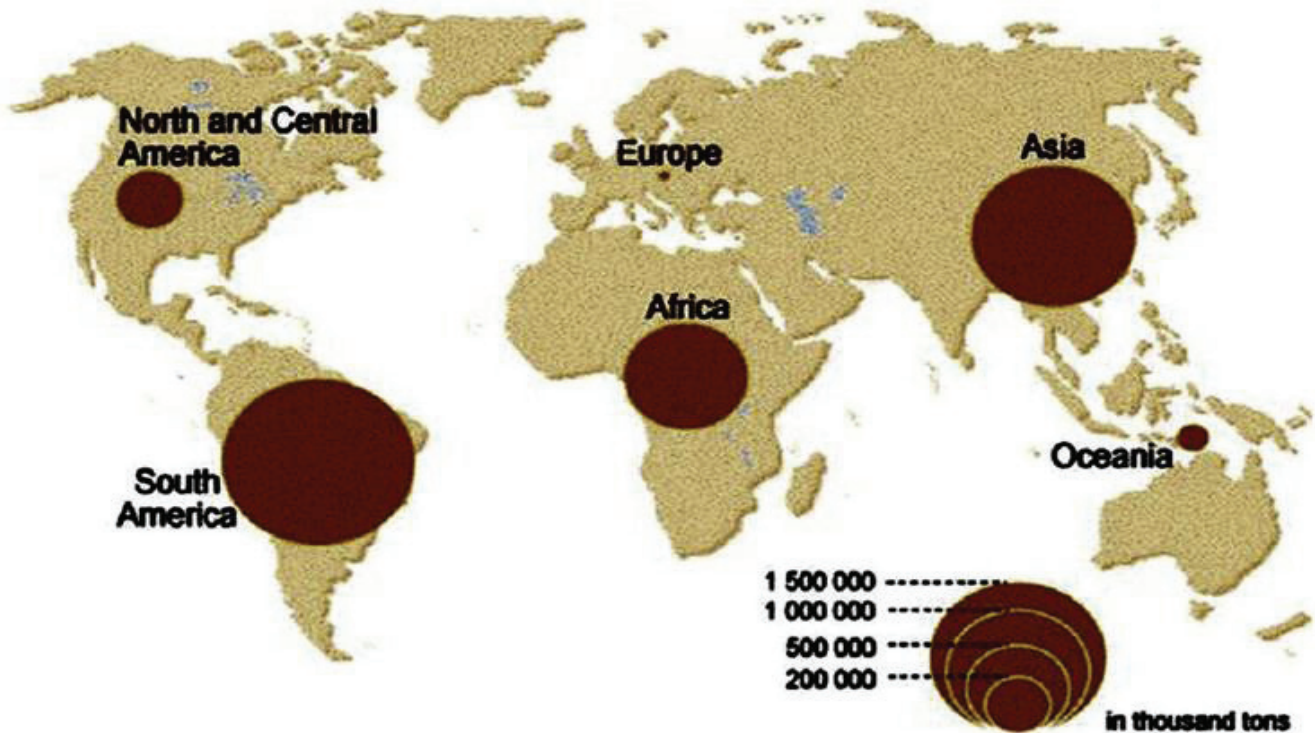 North and Central
America
Europe
Asia
Africa
South
America
Oceania
1 500 000
1 000 000
500 000
200 000
in thousand tons